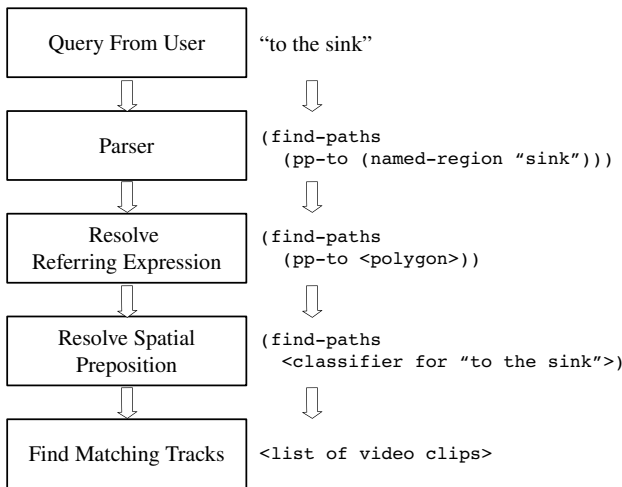 Query From User
“to the sink”
Parser
(find-paths
(pp-to (named-region “sink”)))
Resolve
Referring Expression
(find-paths
(pp-to <polygon>))
Resolve Spatial
Preposition
(find-paths
<classifier for “to the sink”>)
Find Matching Tracks
<list of video clips>